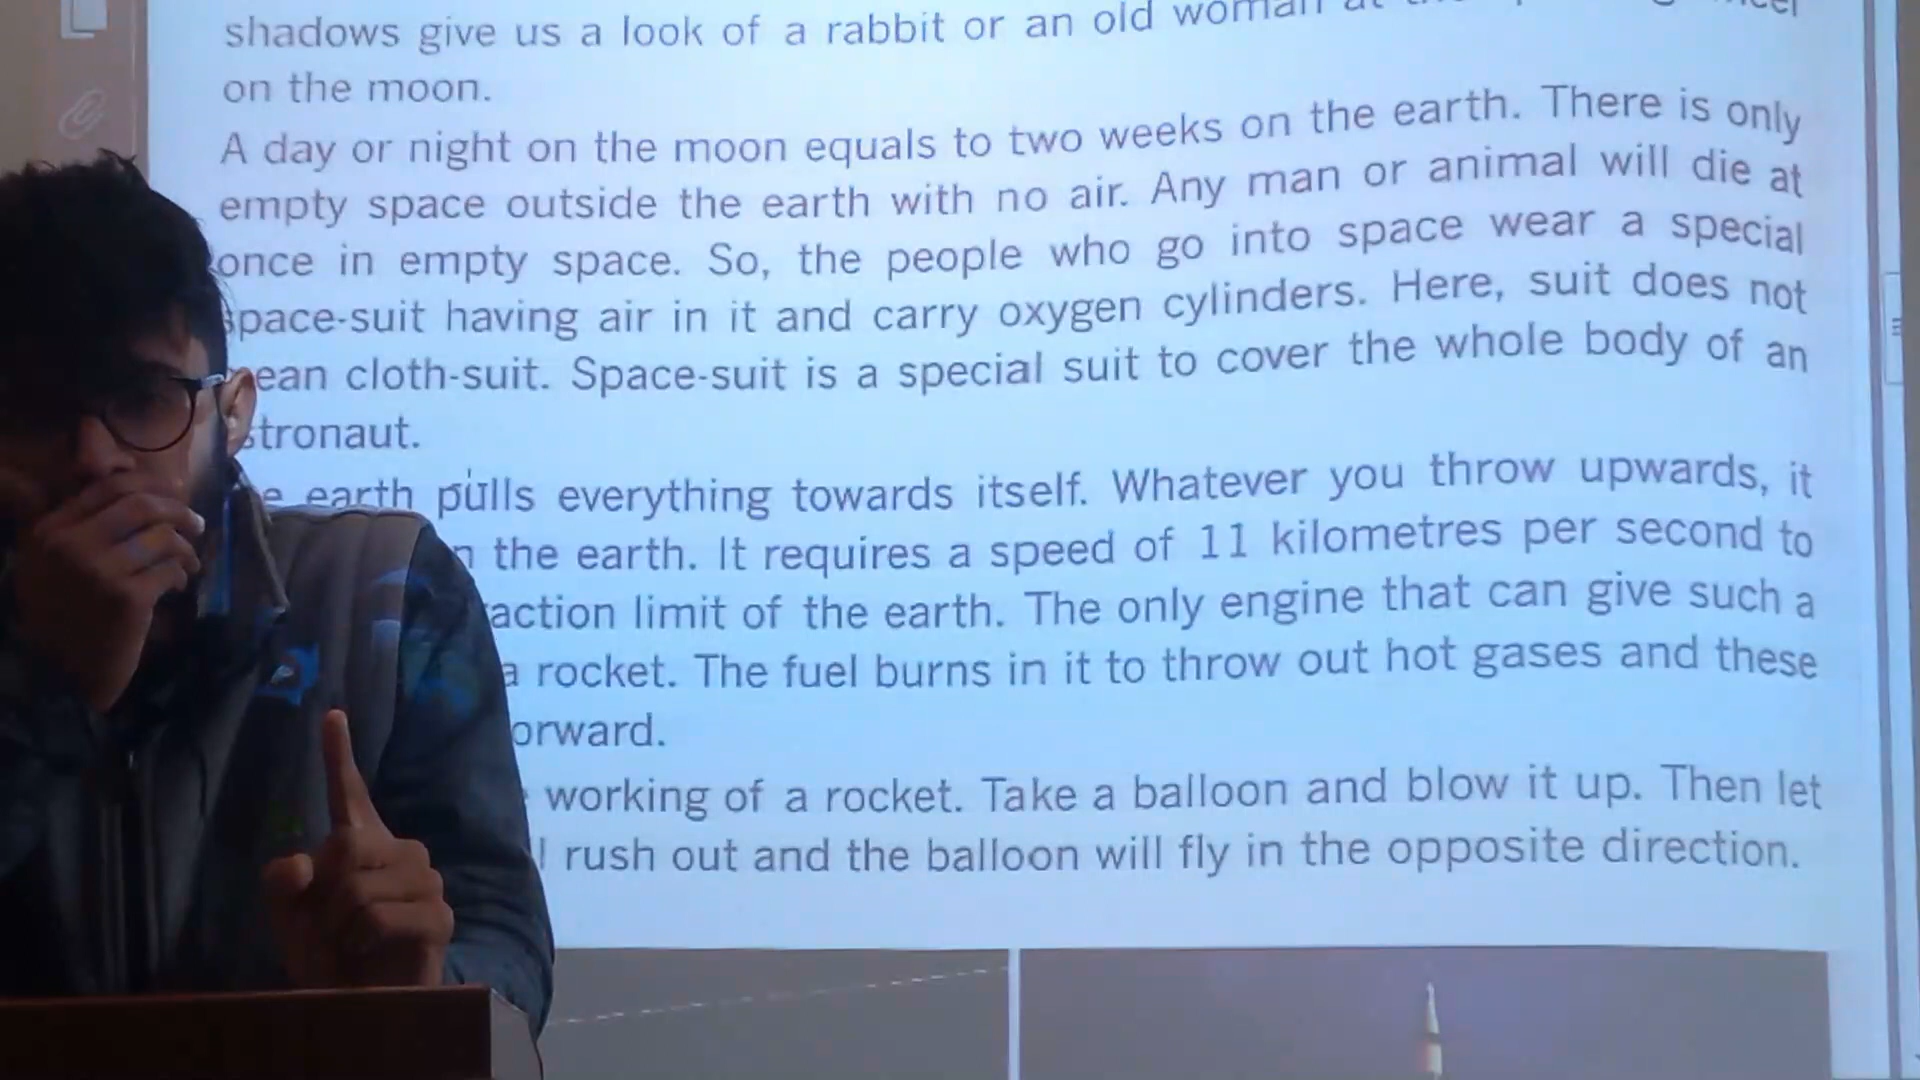 shadows give us a look of a rabbit or an old woman
on the moon.
A day or night on the moon equals to two weeks on the earth. There is only
empty space outside the earth with no air. Any man or animal will die at
once in empty space. So, the people who go into space wear a special
space-suit having air in it and carry oxygen cylinders. Here, suit does not
ean cloth-suit. Space-suit is a special suit to cover the whole body of an
stronaut.
e earth pulls everything towards itself. Whatever you throw upwards, it
n the earth. It requires a speed of 11 kilometres per second to
action limit of the earth. The only engine that can give such a
a rocket. The fuel burns in it to throw out hot gases and these
orward.
working of a rocket. Take a balloon and blow it up. Then let
rush out and the balloon will fly in the opposite direction.